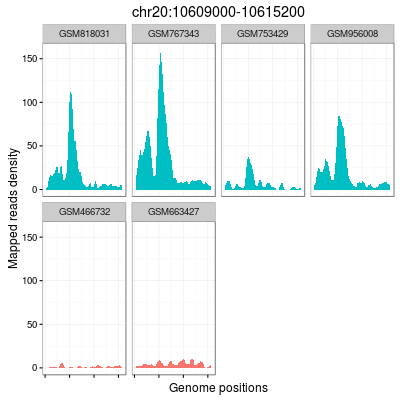 chr20:10609000-10615200
GSM818031 GSM767343 GSM753429 GSM956008
150
100
50
0
GSM466732 GSM663427
150
100
50
0
Mapped reads density
Genome positions